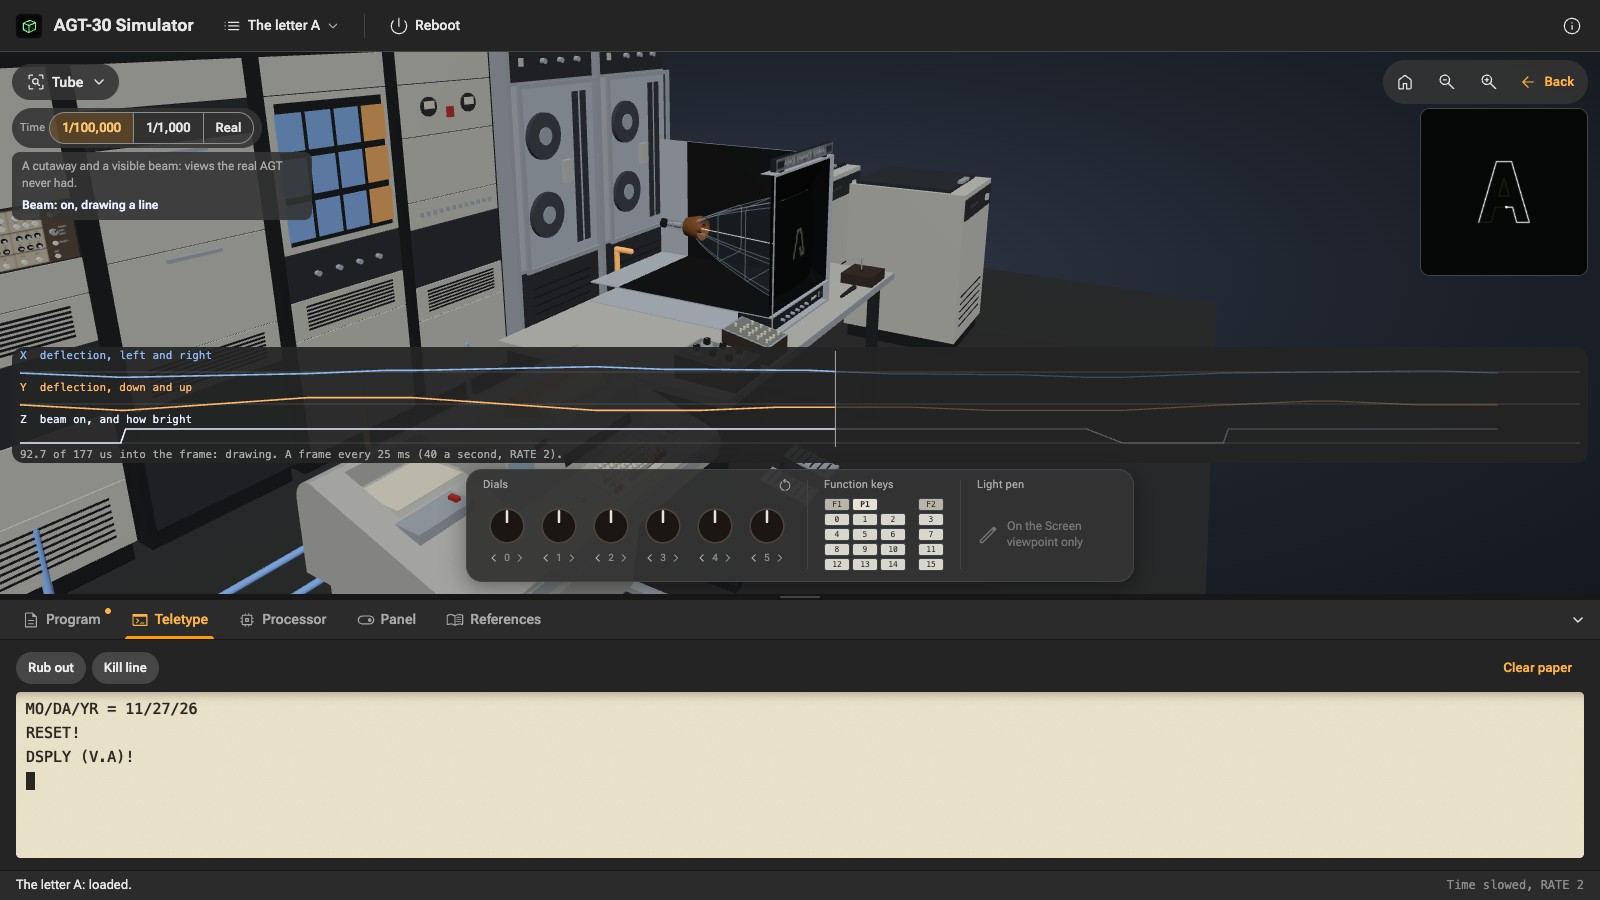 AGT-30 Simulator
The letter A
Reboot
Tube
Back
Time
1/100,000
1/1,000
Real
A cutaway and a visible beam: views the real AGT
never had.
Beam: on, drawing a line
X deflection, left and right
Y deflection, down and up
Z beam on, and how bright
92.7 of 177 us into the frame: drawing. A frame every 25 ms (40 a second, RATE 2).
Dials
0 1 2 3 4 5
Function keys
F1 P1 F2
0 1 2 3
4 5 6 7
8 9 10 11
12 13 14 15
Light pen
On the Screen
viewpoint only
Program
Teletype
Processor
Panel
References
Rub out
Kill line
Clear paper
MO/DA/YR = 11/27/26
RESET!
DSPLY (V.A)!
The letter A: loaded.
Time slowed, RATE 2